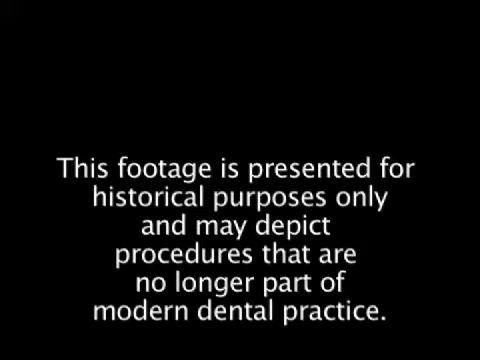 This footage is presented for
historical purposes only
and may depict
procedures that are
no longer part of
modern dental practice.